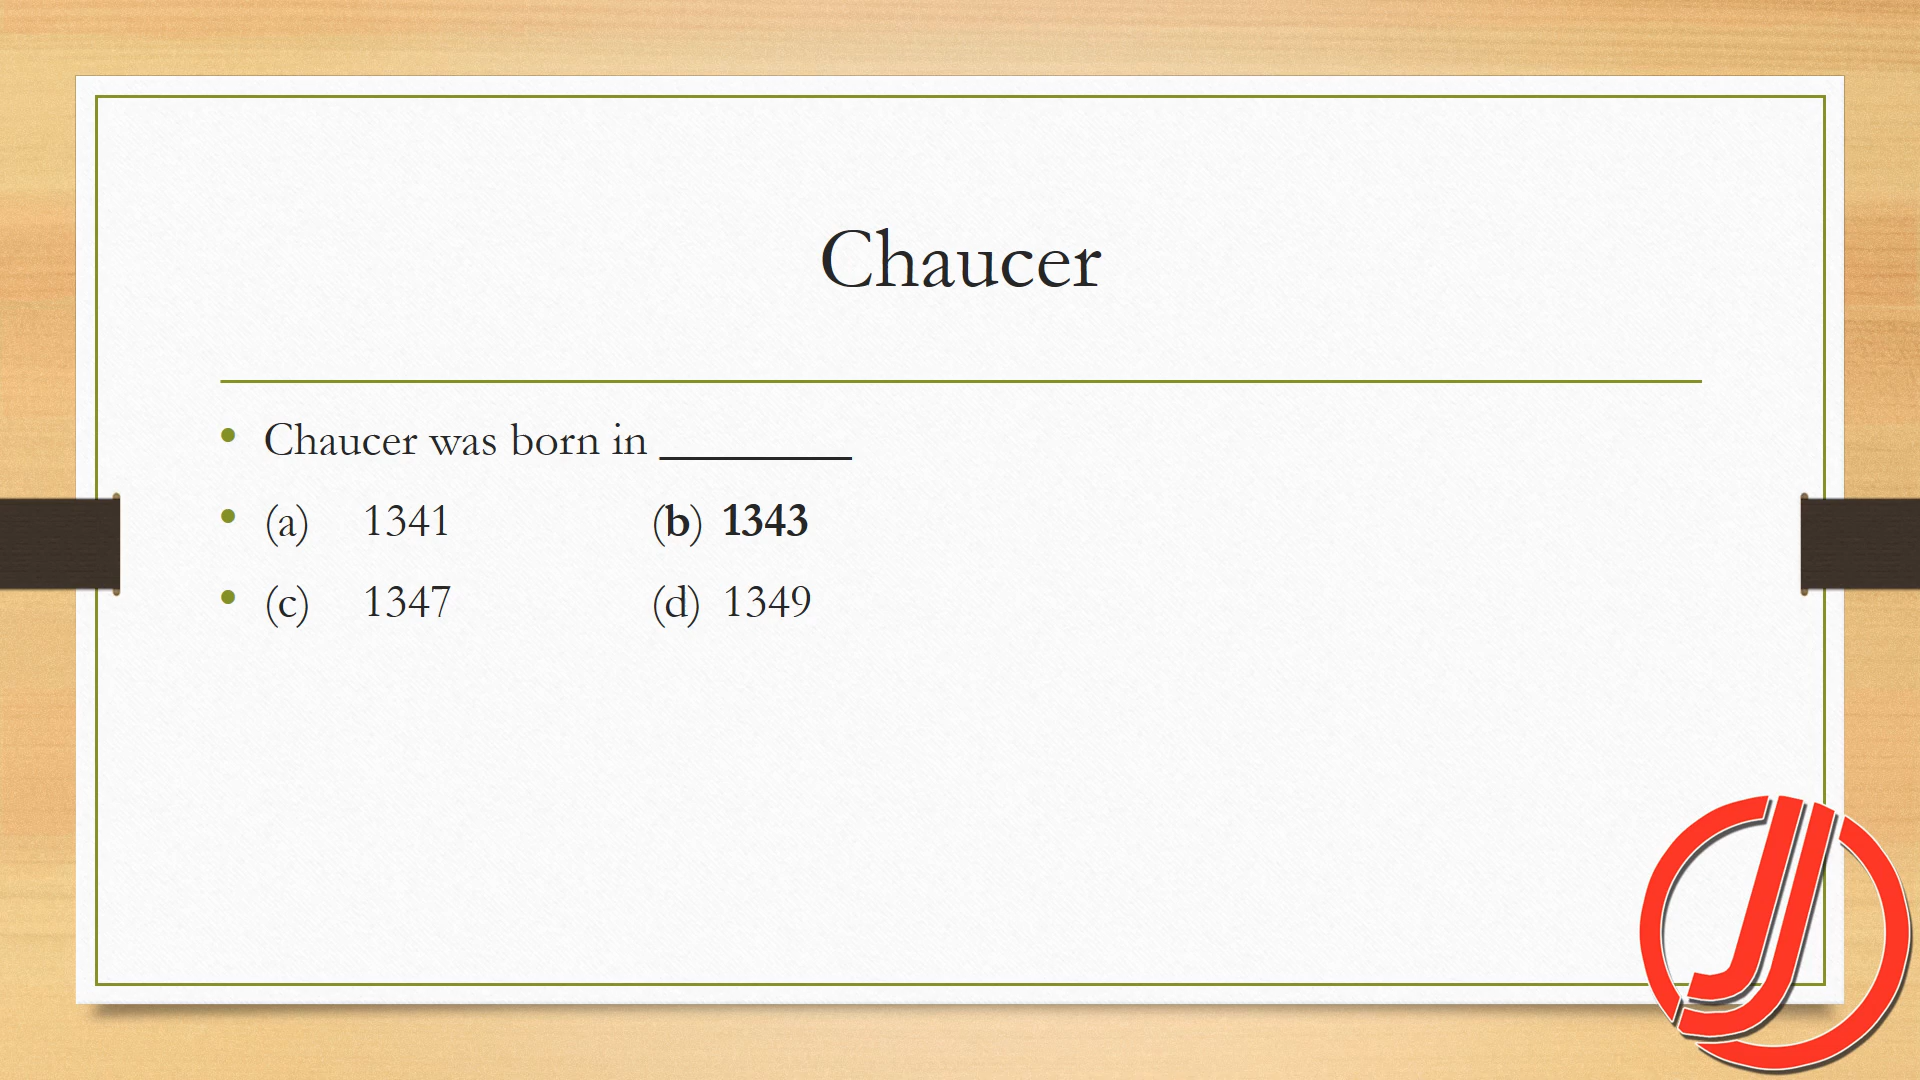 Chaucer
• Chaucer was born in ________
• (a) 1341 (b) 1343
• (c) 1347 (d) 1349